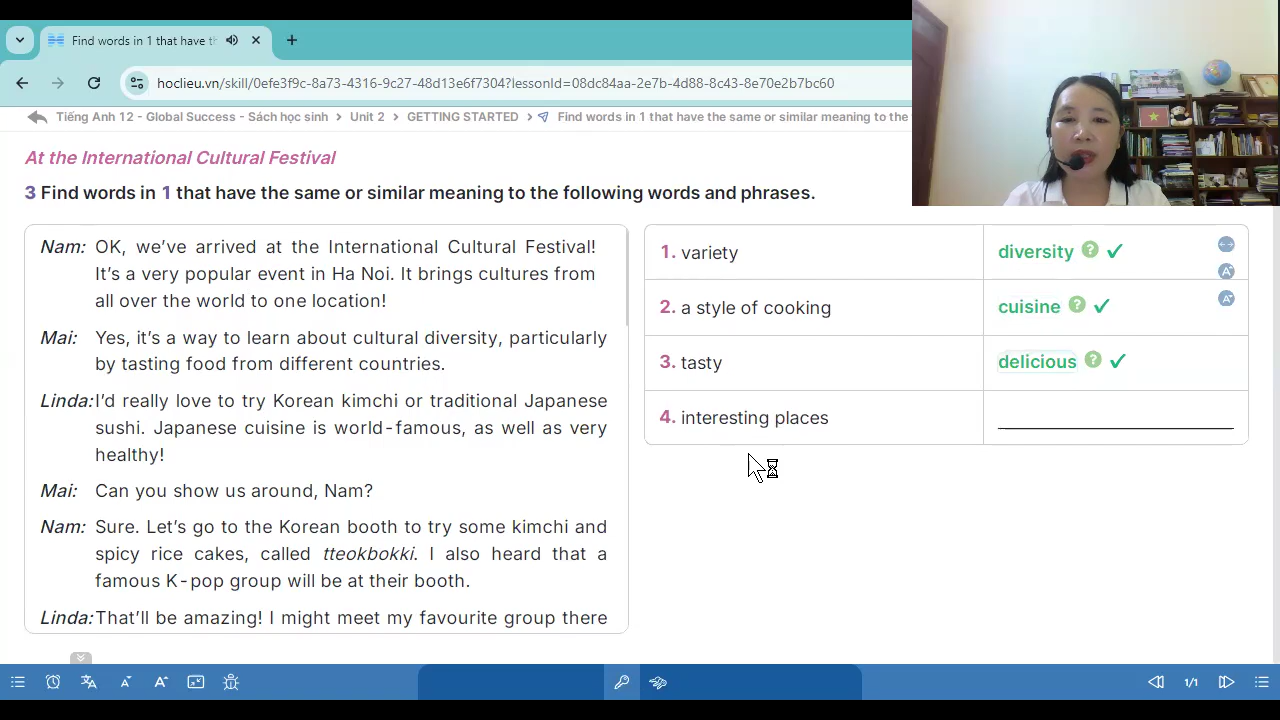 Find words in 1 that have th
hoclieu.vn/skill/0efe3f9c-8a73-4316-9c27-48d13e6f7304?lessonId=08dc84aa-2e7b-4d88-8c43-8e70e2b7bc60
Tiếng Anh 12 - Global Success - Sách học sinh > Unit 2 > GETTING STARTED > Find words in 1 that have the same or similar meaning to the
At the International Cultural Festival
3 Find words in 1 that have the same or similar meaning to the following words and phrases.
Nam: OK, we've arrived at the International Cultural Festival!
It's a very popular event in Ha Noi. It brings cultures from
all over the world to one location!
Mai: Yes, it's a way to learn about cultural diversity, particularly
by tasting food from different countries.
Linda: I'd really love to try Korean kimchi or traditional Japanese
sushi. Japanese cuisine is world-famous, as well as very
healthy!
Mai: Can you show us around, Nam?
Nam: Sure. Let's go to the Korean booth to try some kimchi and
spicy rice cakes, called tteokbokki. I also heard that a
famous K-pop group will be at their booth.
Linda: That'll be amazing! I might meet my favourite group there
1. variety diversity ?
2. a style of cooking cuisine ?
3. tasty delicious ?
4. interesting places
1/1